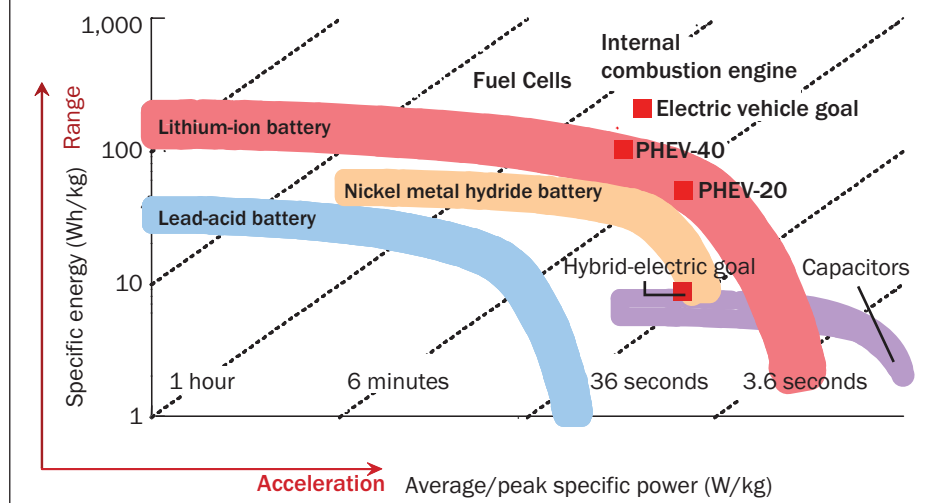 1,000
Internal
combustion engine
Fuel Cells
Electric vehicle goal
Range
Lithium-ion battery
100
PHEV-40
Nickel metal hydride battery
PHEV-20
Lead-acid battery
Specific energy (Wh/kg)
Hybrid-electric goal
Capacitors
10
1 hour
6 minutes
36 seconds
3.6 seconds
1
Acceleration
Average/peak specific power (W/kg)